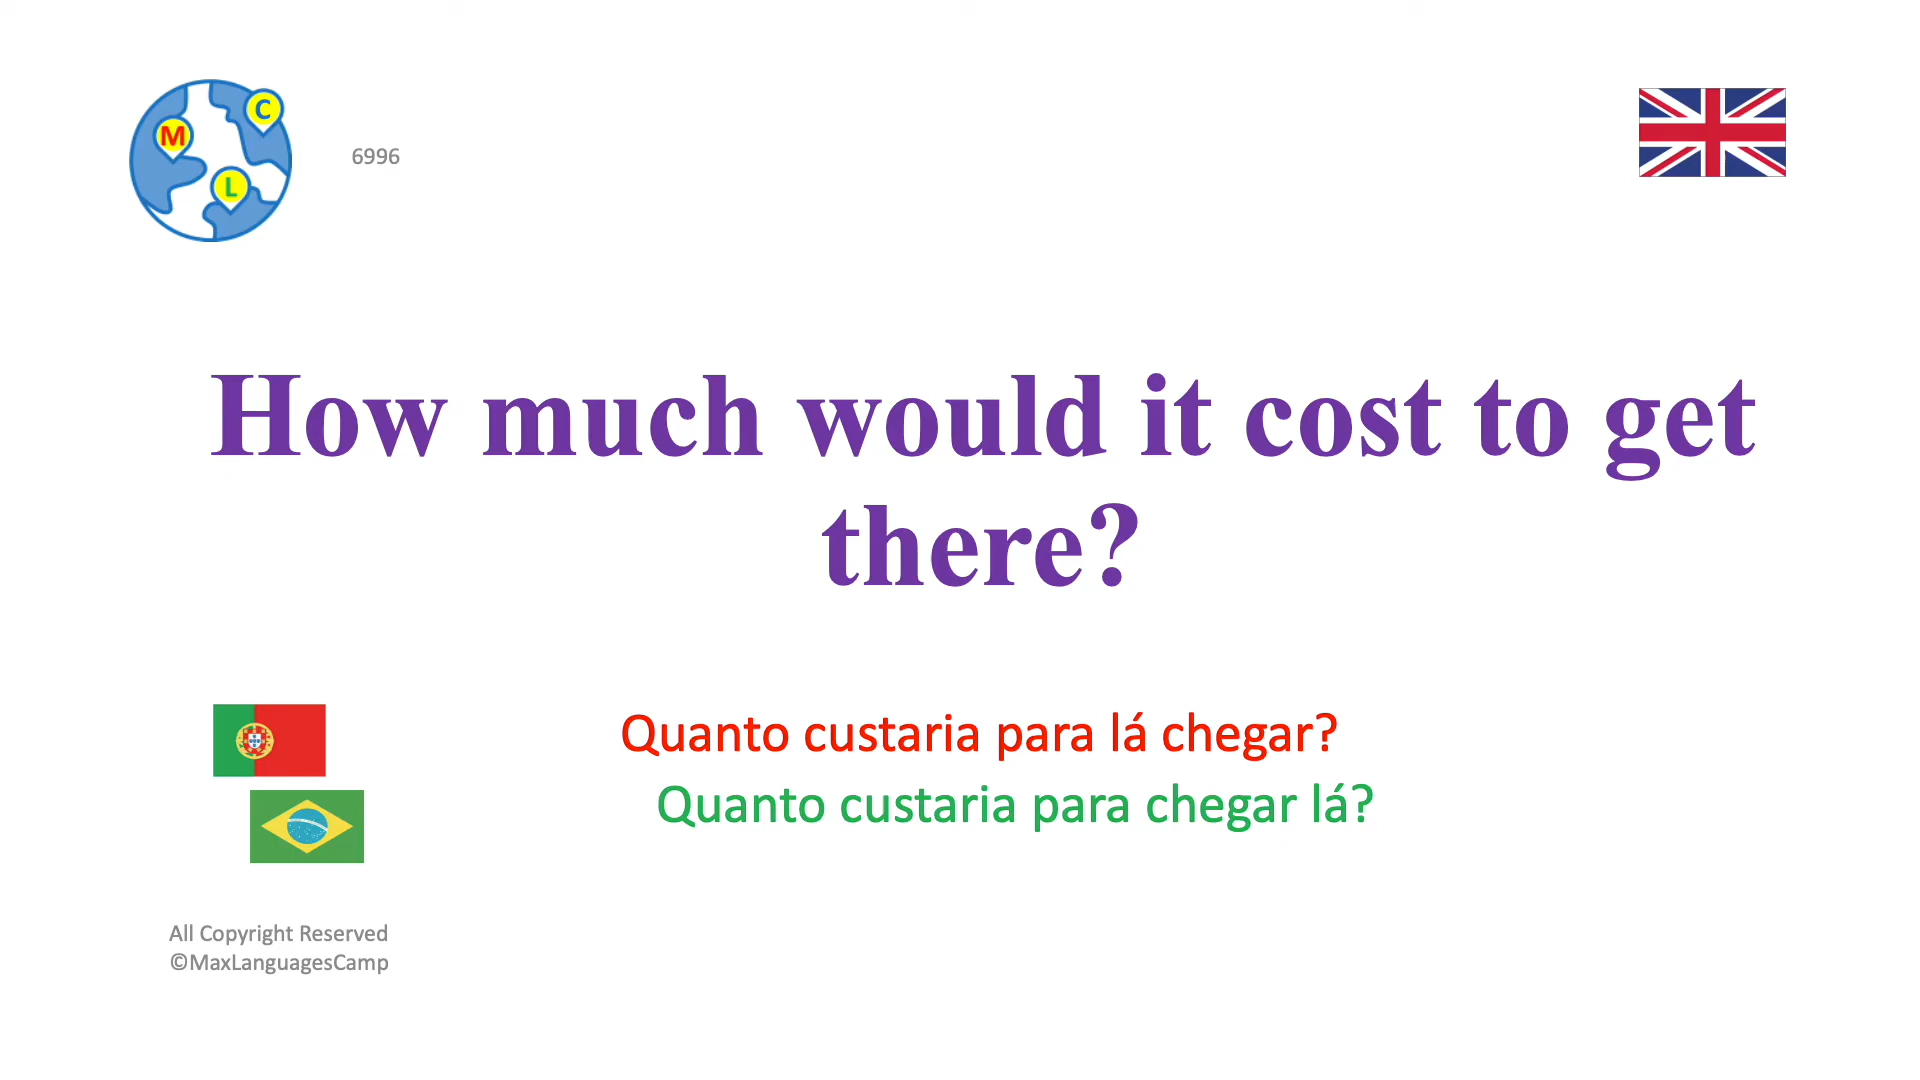 M
C
L
6996
How much would it cost to get
there?
Quanto custaria para lá chegar?
Quanto custaria para chegar lá?
All Copyright Reserved
©MaxLanguagesCamp